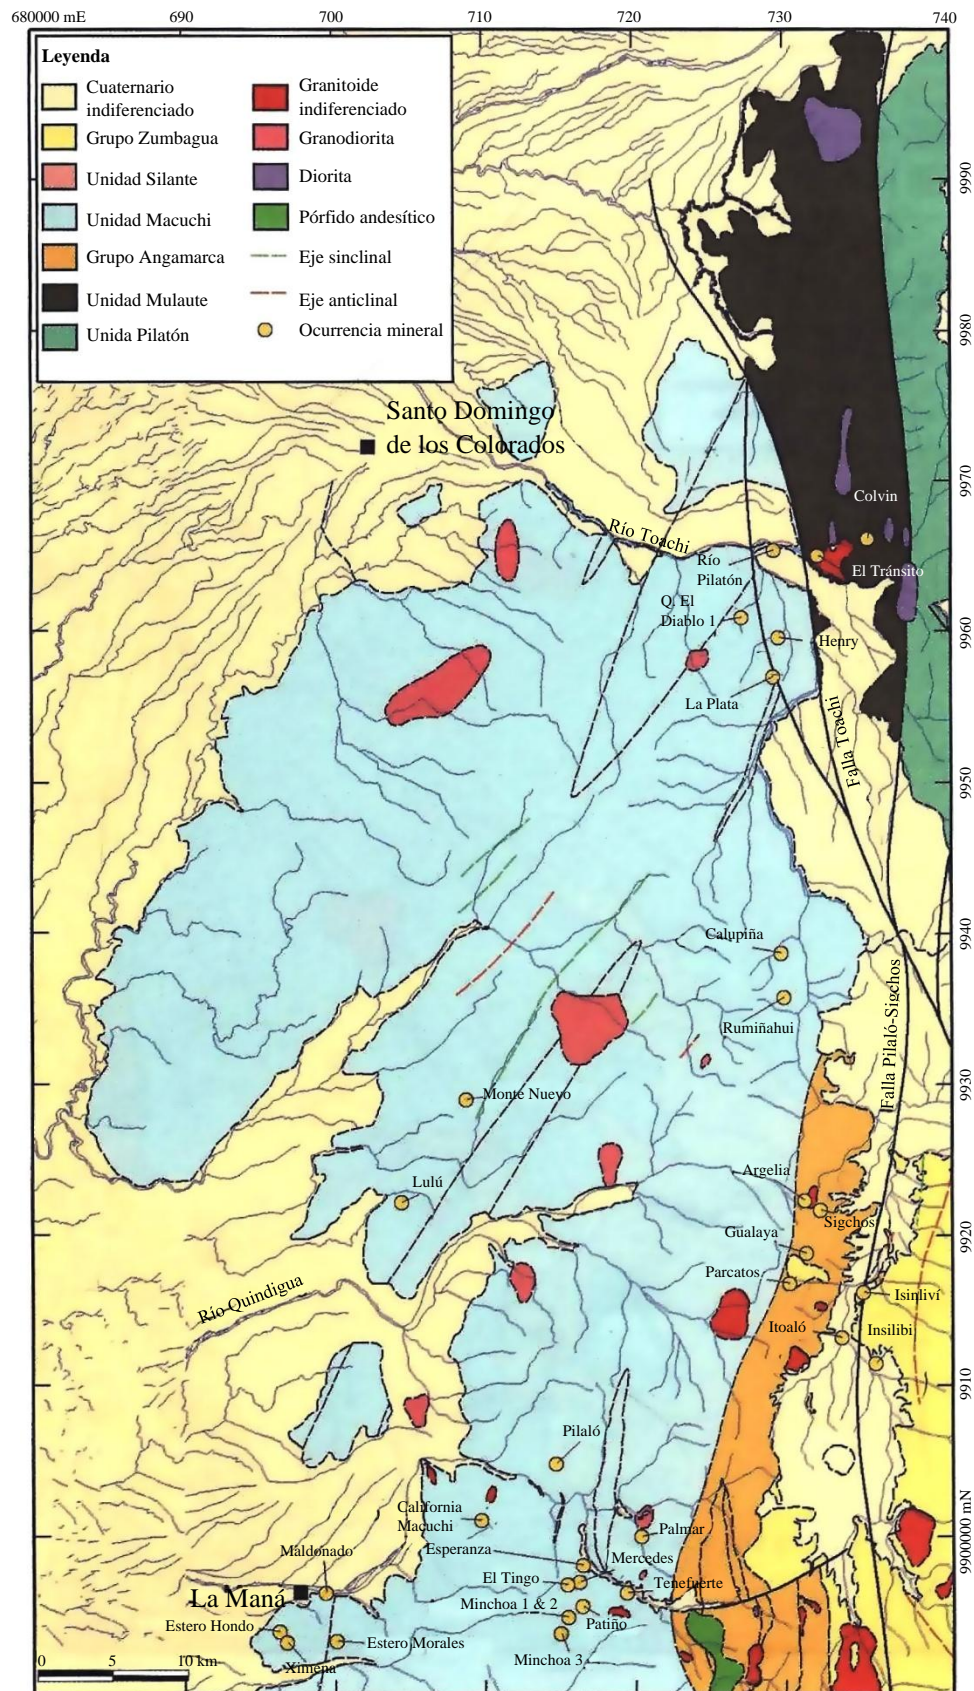 680000 mE
690
700
710
720
730
740
Leyenda
Cuaternario
indiferenciado
Grupo Zumbagua
Unidad Silante
Unidad Macuchi
Grupo Angamarca
Unidad Mulaute
Unida Pilatón
Granitoide
indiferenciado
Granodiorita
Diorita
Pórfido andesítico
Eje sinclinal
Eje anticlinal
Ocurrencia mineral
9990
9980
9970
9960
9950
9940
9930
9920
9910
9900000 mN
Santo Domingo
de los Colorados
Colvin
Río Toachi
Río
Pilatón
El Tránsito
Q. El
Diablo 1
Henry
La Plata
Falla Toachi
Calupiña
Rumiñahui
Falla Pilaló-Sigchos
Monte Nuevo
Lulú
Argelia
Sigchos
Gualaya
Parcatos
Isinliví
Río Quindigua
Itoaló
Insilibi
Pilaló
California
Macuchi
Palmar
Esperanza
Mercedes
Maldonado
El Tingo
Tenefuerte
La Maná
Minchoa 1 & 2
Patiño
Estero Hondo
Estero Morales
Minchoa 3
Ximena
0
5
10 km